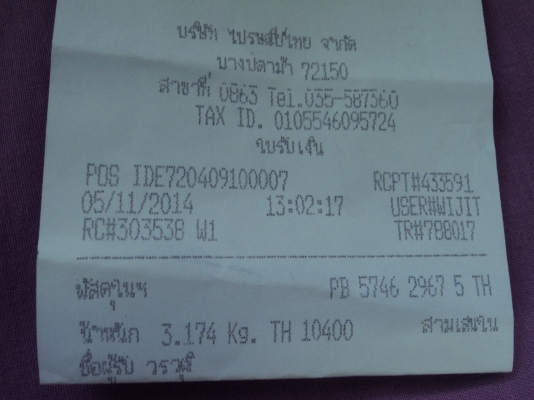 บริษัท ไปรษณีย์ไทย จำกัด
บางปลาม้า 72150
สาขาที่ 0863 Tel.035-587360
TAX ID. 0105546095724
ใบรับเงิน
POS IDE720409100007 RCPT#433591
05/11/2014 13:02:17 USER#WIJIT
RC#303538 W1 TR#788017
พัสดุในฯ PB 5746 2967 5 TH
น้ำหนัก 3.174 Kg. TH 10400 สามเสนใน
ชื่อผู้รับ วรวุฒิ